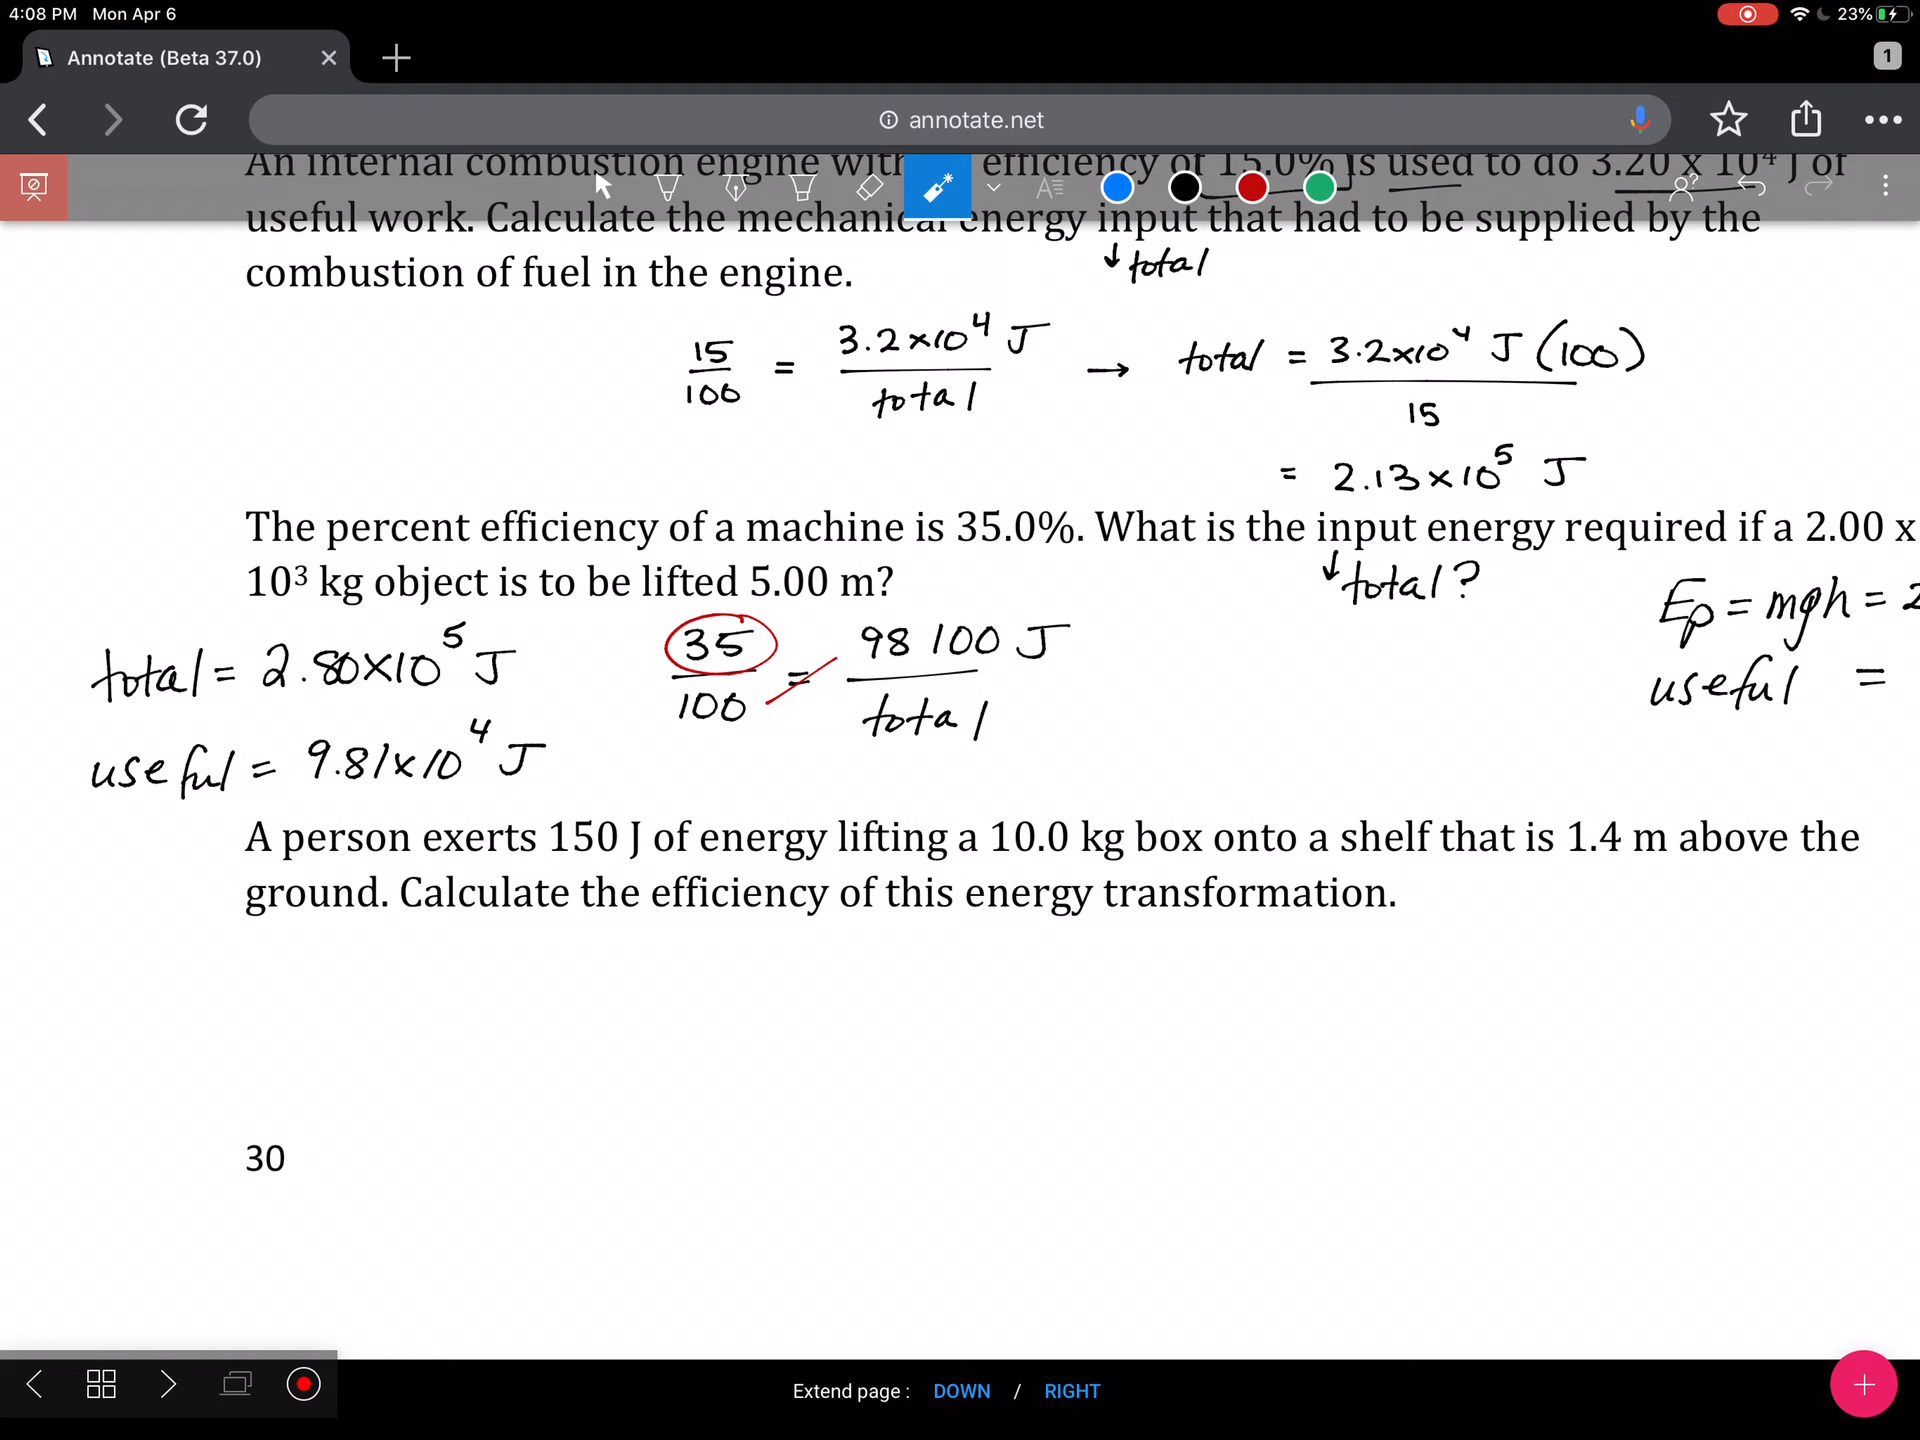 4:08 PM Mon Apr 6
23%
Annotate (Beta 37.0)
1
annotate.net
An internal combustion engine with efficiency of 15.0% is used to do 3.20 x 10⁴ J of
useful work. Calculate the mechanical energy input that had to be supplied by the
↓ total
combustion of fuel in the engine.
15/100 = 3.2×10⁴ J/total → total = 3.2×10⁴ J (100)/15
= 2.13×10⁵ J
The percent efficiency of a machine is 35.0%. What is the input energy required if a 2.00 x
10³ kg object is to be lifted 5.00 m?
↓ total?
Ep = mgh = 2
useful =
total = 2.80×10⁵ J
35/100 = 98 100 J/total
useful = 9.81×10⁴ J
A person exerts 150 J of energy lifting a 10.0 kg box onto a shelf that is 1.4 m above the
ground. Calculate the efficiency of this energy transformation.
30
Extend page : DOWN / RIGHT